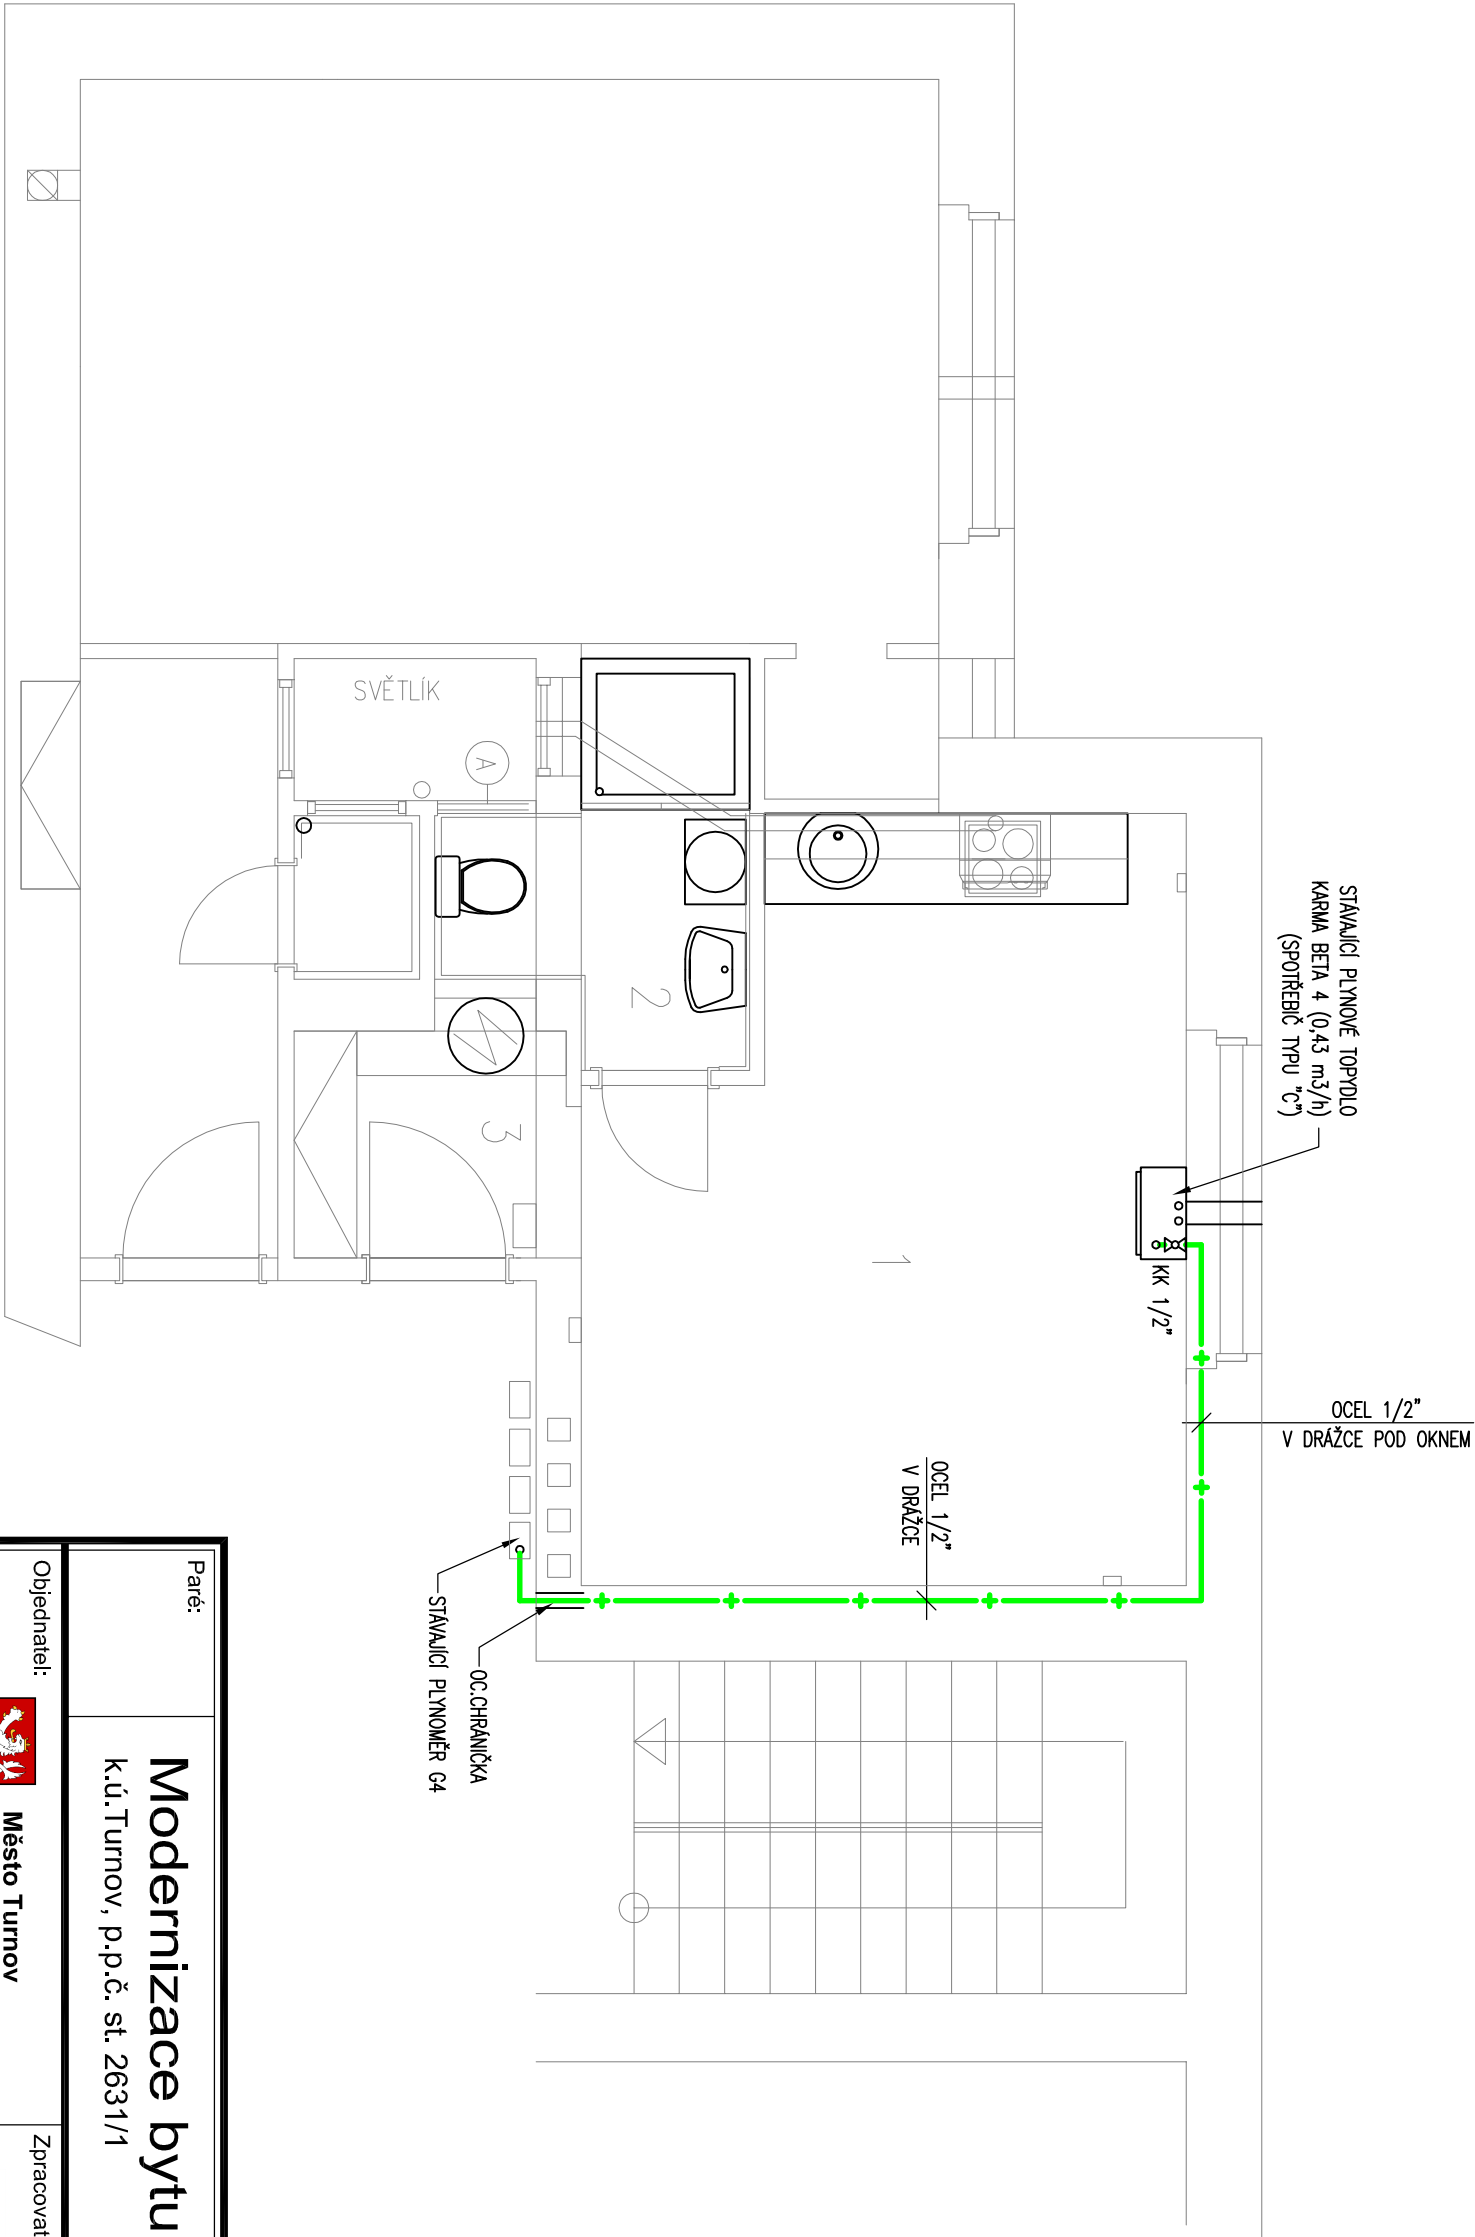 STÁVAJÍCÍ PLYNOVÉ TOPYDLO
KARMA BETA 4 (0,43 m3/h)
(SPOTŘEBIČ TYPU "C")
KK 1/2"
OCEL 1/2"
V DRÁŽCE POD OKNEM
OCEL 1/2"
V DRÁŽCE
1
2
3
SVĚTLÍK
A
OC.CHRÁNIČKA
STÁVAJÍCÍ PLYNOMĚR G4
Paré:
Modernizace bytu
k.ú.Turnov, p.p.č. st. 2631/1
Objednatel:
Město Turnov
Zpracovat